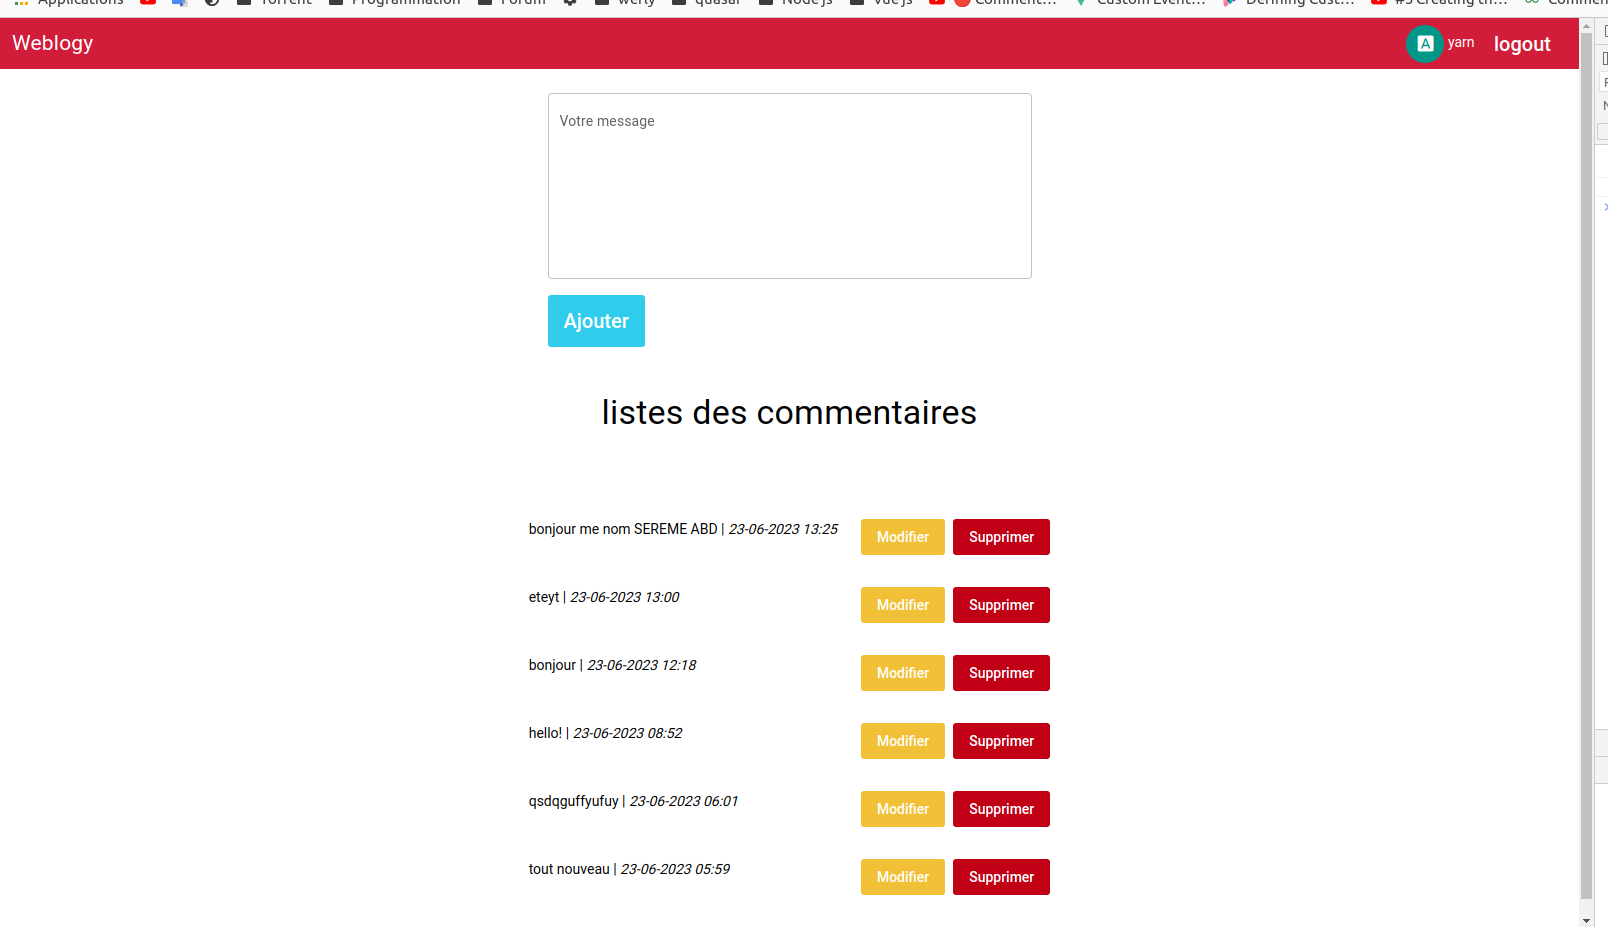 Applications Torrent Programmation Forum werly quasar Node js vue js Comment… Custom Event… Defining Cust… #3 Creating th…
Weblogy
A yarn logout
Votre message
Ajouter
listes des commentaires
bonjour me nom SEREME ABD | 23-06-2023 13:25 Modifier Supprimer
eteyt | 23-06-2023 13:00 Modifier Supprimer
bonjour | 23-06-2023 12:18 Modifier Supprimer
hello! | 23-06-2023 08:52 Modifier Supprimer
qsdqguffyufuy | 23-06-2023 06:01 Modifier Supprimer
tout nouveau | 23-06-2023 05:59 Modifier Supprimer